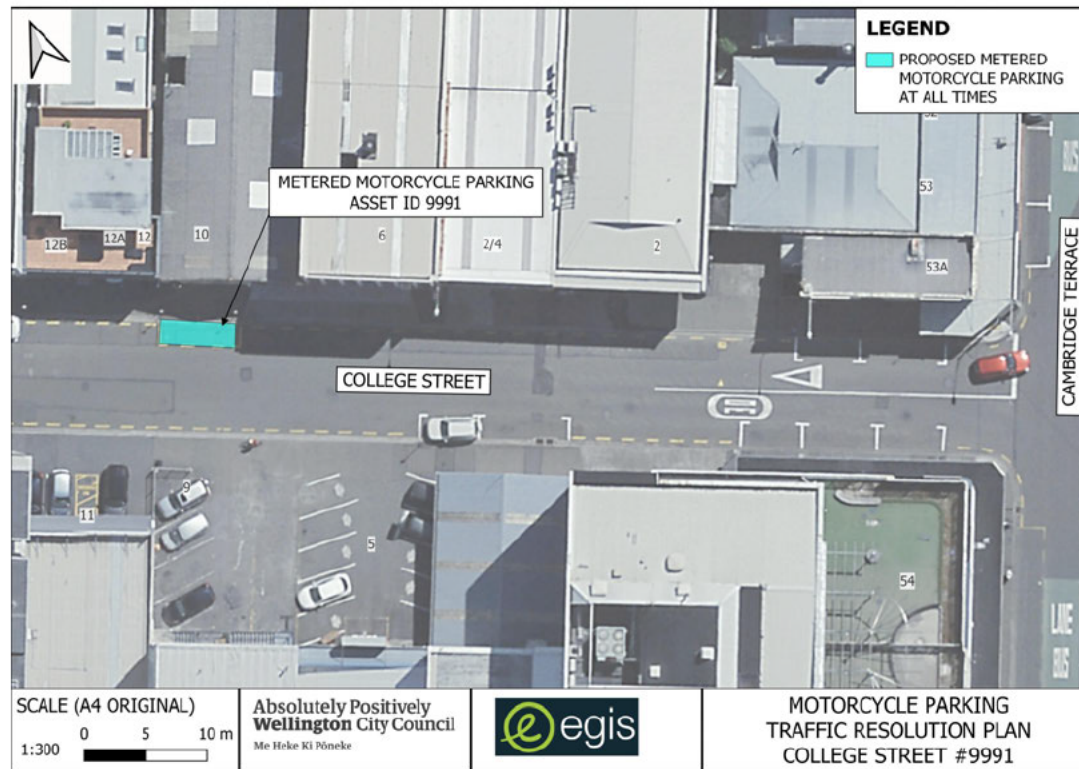 LEGEND
PROPOSED METERED
MOTORCYCLE PARKING
AT ALL TIMES
METERED MOTORCYCLE PARKING
ASSET ID 9991
12B
12A
12
10
6
2/4
2
53
53A
BUS
CAMBRIDGE TERRACE
COLLEGE STREET
9
11
5
54
LANE
BUS
SCALE (A4 ORIGINAL)
0 5 10 m
1:300
Absolutely Positively
Wellington City Council
Me Heke Ki Pōneke
egis
MOTORCYCLE PARKING
TRAFFIC RESOLUTION PLAN
COLLEGE STREET #9991